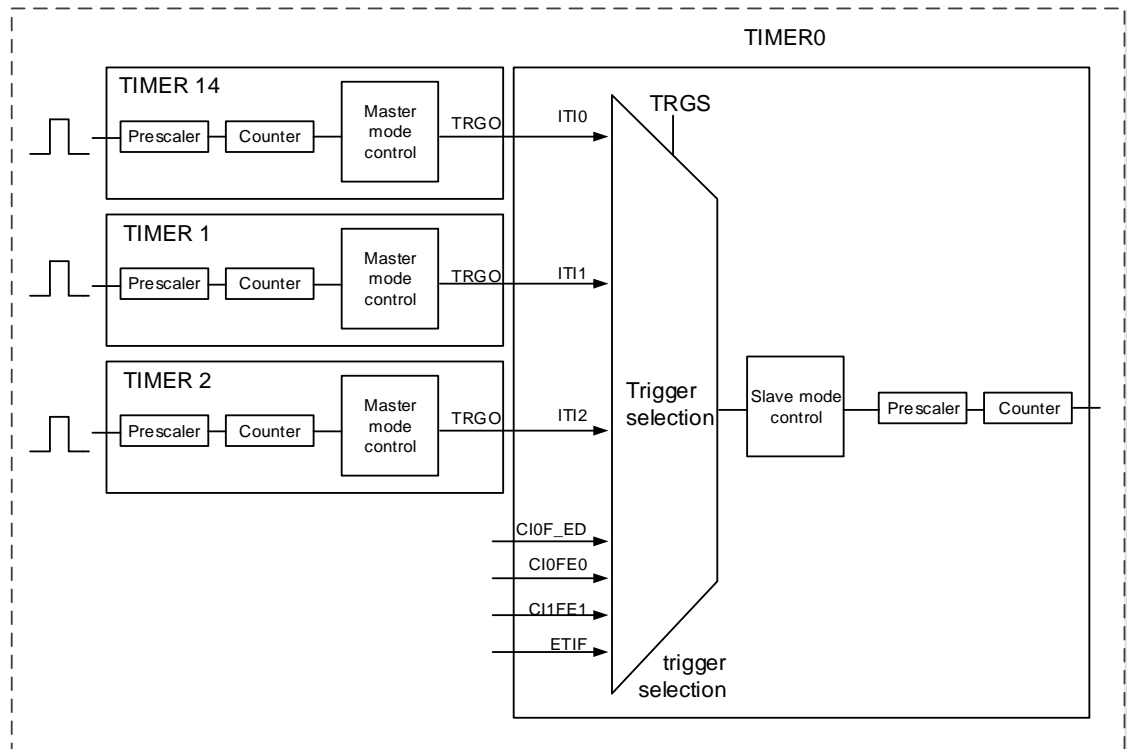 TIMER0
TIMER 14
Prescaler
Counter
Master
mode
control
TRGO
ITI0
TRGS
TIMER 1
Prescaler
Counter
Master
mode
control
TRGO
ITI1
TIMER 2
Prescaler
Counter
Master
mode
control
TRGO
ITI2
Trigger
selection
Slave mode
control
Prescaler
Counter
CI0F_ED
CI0FE0
CI1FE1
ETIF
trigger
selection